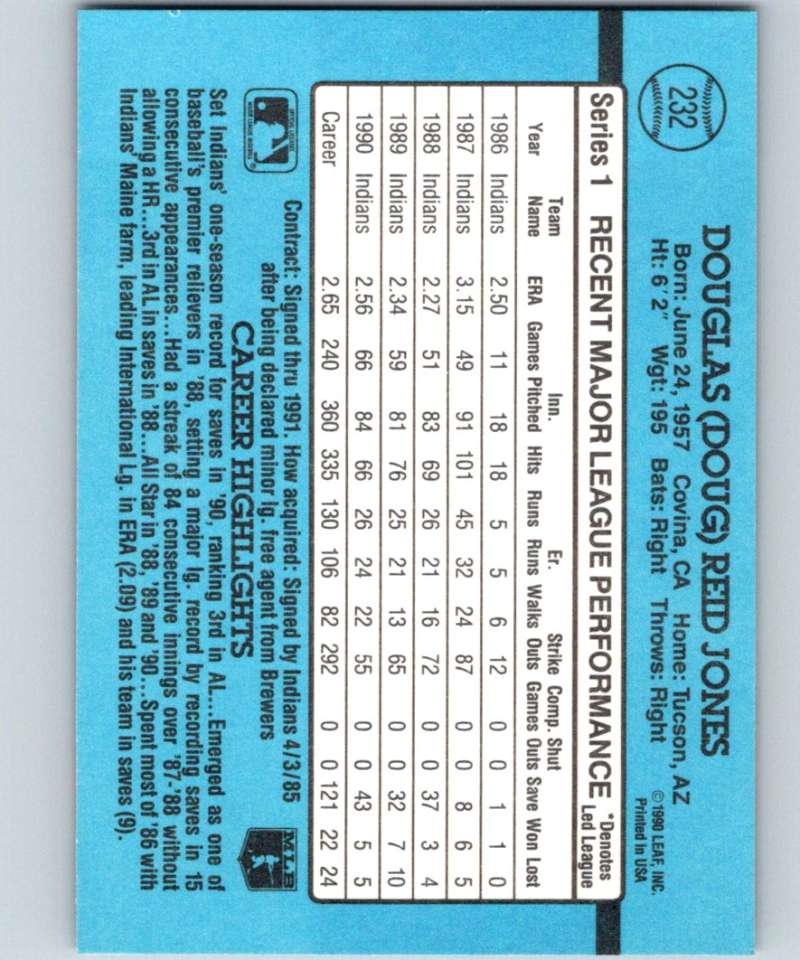 232
DOUGLAS (DOUG) REID JONES
Born: June 24, 1957 Covina, CA Home: Tucson, AZ
Ht: 6'2" Wgt: 195 Bats: Right Throws: Right
© 1990 LEAF, INC.
Printed in USA
Series 1 RECENT MAJOR LEAGUE PERFORMANCE *Denotes
Led League
Team Inn. Er. Strike Comp. Shut
Year Name ERA Games Pitched Hits Runs Runs Walks Outs Games Outs Save Won Lost
1986 Indians 2.50 11 18 18 5 5 6 12 0 0 1 1 0
1987 Indians 3.15 49 91 101 45 32 24 87 0 0 8 6 5
1988 Indians 2.27 51 83 69 26 21 16 72 0 0 37 3 4
1989 Indians 2.34 59 81 76 25 21 13 65 0 0 32 7 10
1990 Indians 2.56 66 84 66 26 24 22 55 0 0 43 5 5
Career 2.65 240 360 335 130 106 82 292 0 0 121 22 24
Contract: Signed thru 1991. How acquired: Signed by Indians 4/3/85
after being declared minor lg. free agent from Brewers
MLB
CAREER HIGHLIGHTS
Set Indians' one-season record for saves in '90, ranking 3rd in AL...Emerged as one of
baseball's premier relievers in '88, setting a major lg. record by recording saves in 15
consecutive appearances...Had a streak of 84 consecutive innings over '87-'88 without
allowing a HR...3rd in AL in saves in '88...All Star in '88, '89 and '90...Spent most of '86 with
Indians' Maine farm, leading International Lg. in ERA (2.09) and his team in saves (9).